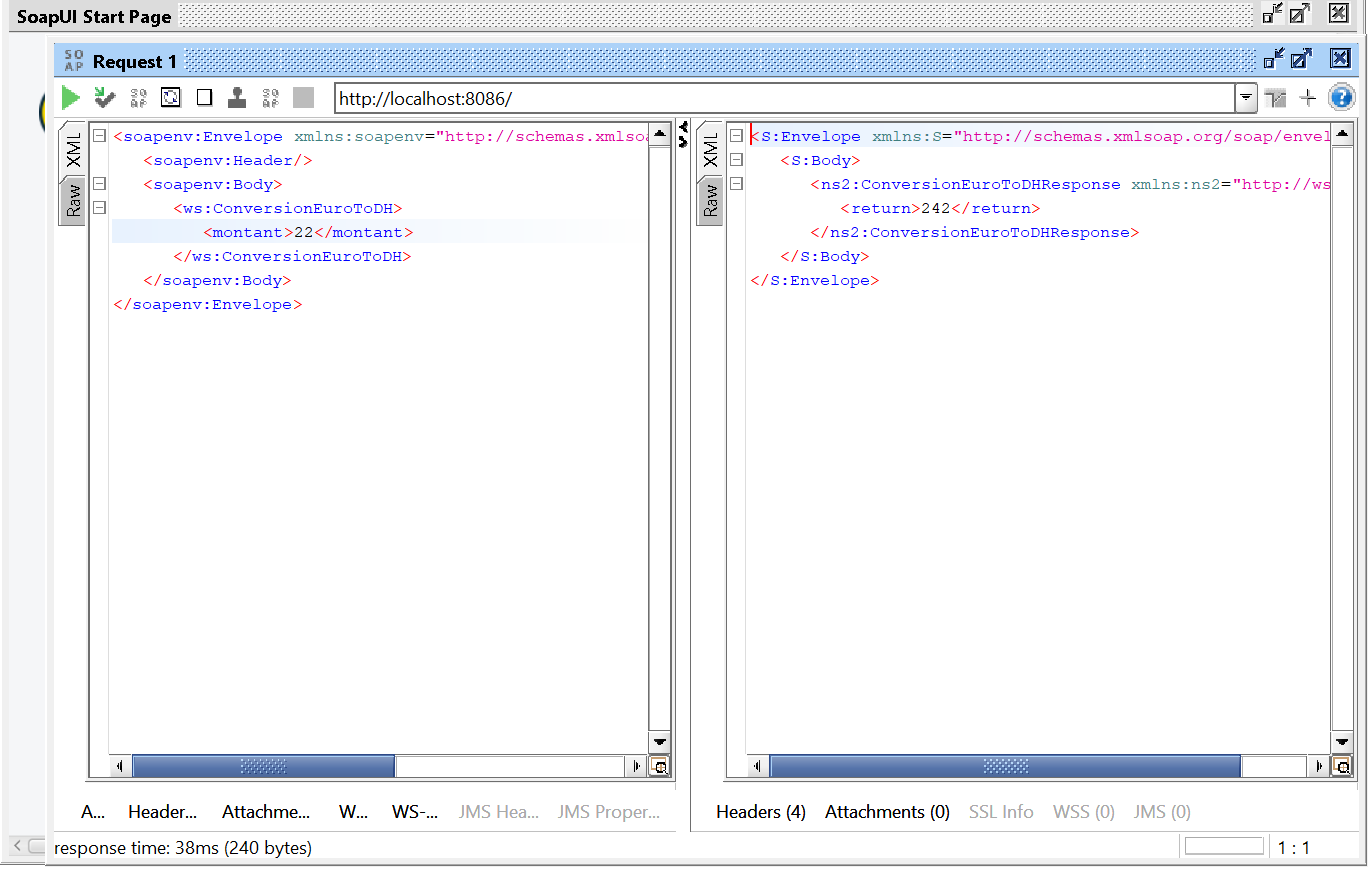 SoapUI Start Page
SO
AP
Request 1
SO
AP
SO
AP
http://localhost:8086/
XML
Raw
<soapenv:Envelope xmlns:soapenv="http://schemas.xmlsoa
<soapenv:Header/>
<soapenv:Body>
<ws:ConversionEuroToDH>
<montant>22</montant>
</ws:ConversionEuroToDH>
</soapenv:Body>
</soapenv:Envelope>
XML
Raw
<S:Envelope xmlns:S="http://schemas.xmlsoap.org/soap/envel
<S:Body>
<ns2:ConversionEuroToDHResponse xmlns:ns2="http://ws
<return>242</return>
</ns2:ConversionEuroToDHResponse>
</S:Body>
</S:Envelope>
A... Header... Attachme... W... WS-... JMS Hea... JMS Proper...
Headers (4) Attachments (0) SSL Info WSS (0) JMS (0)
response time: 38ms (240 bytes)
1 : 1